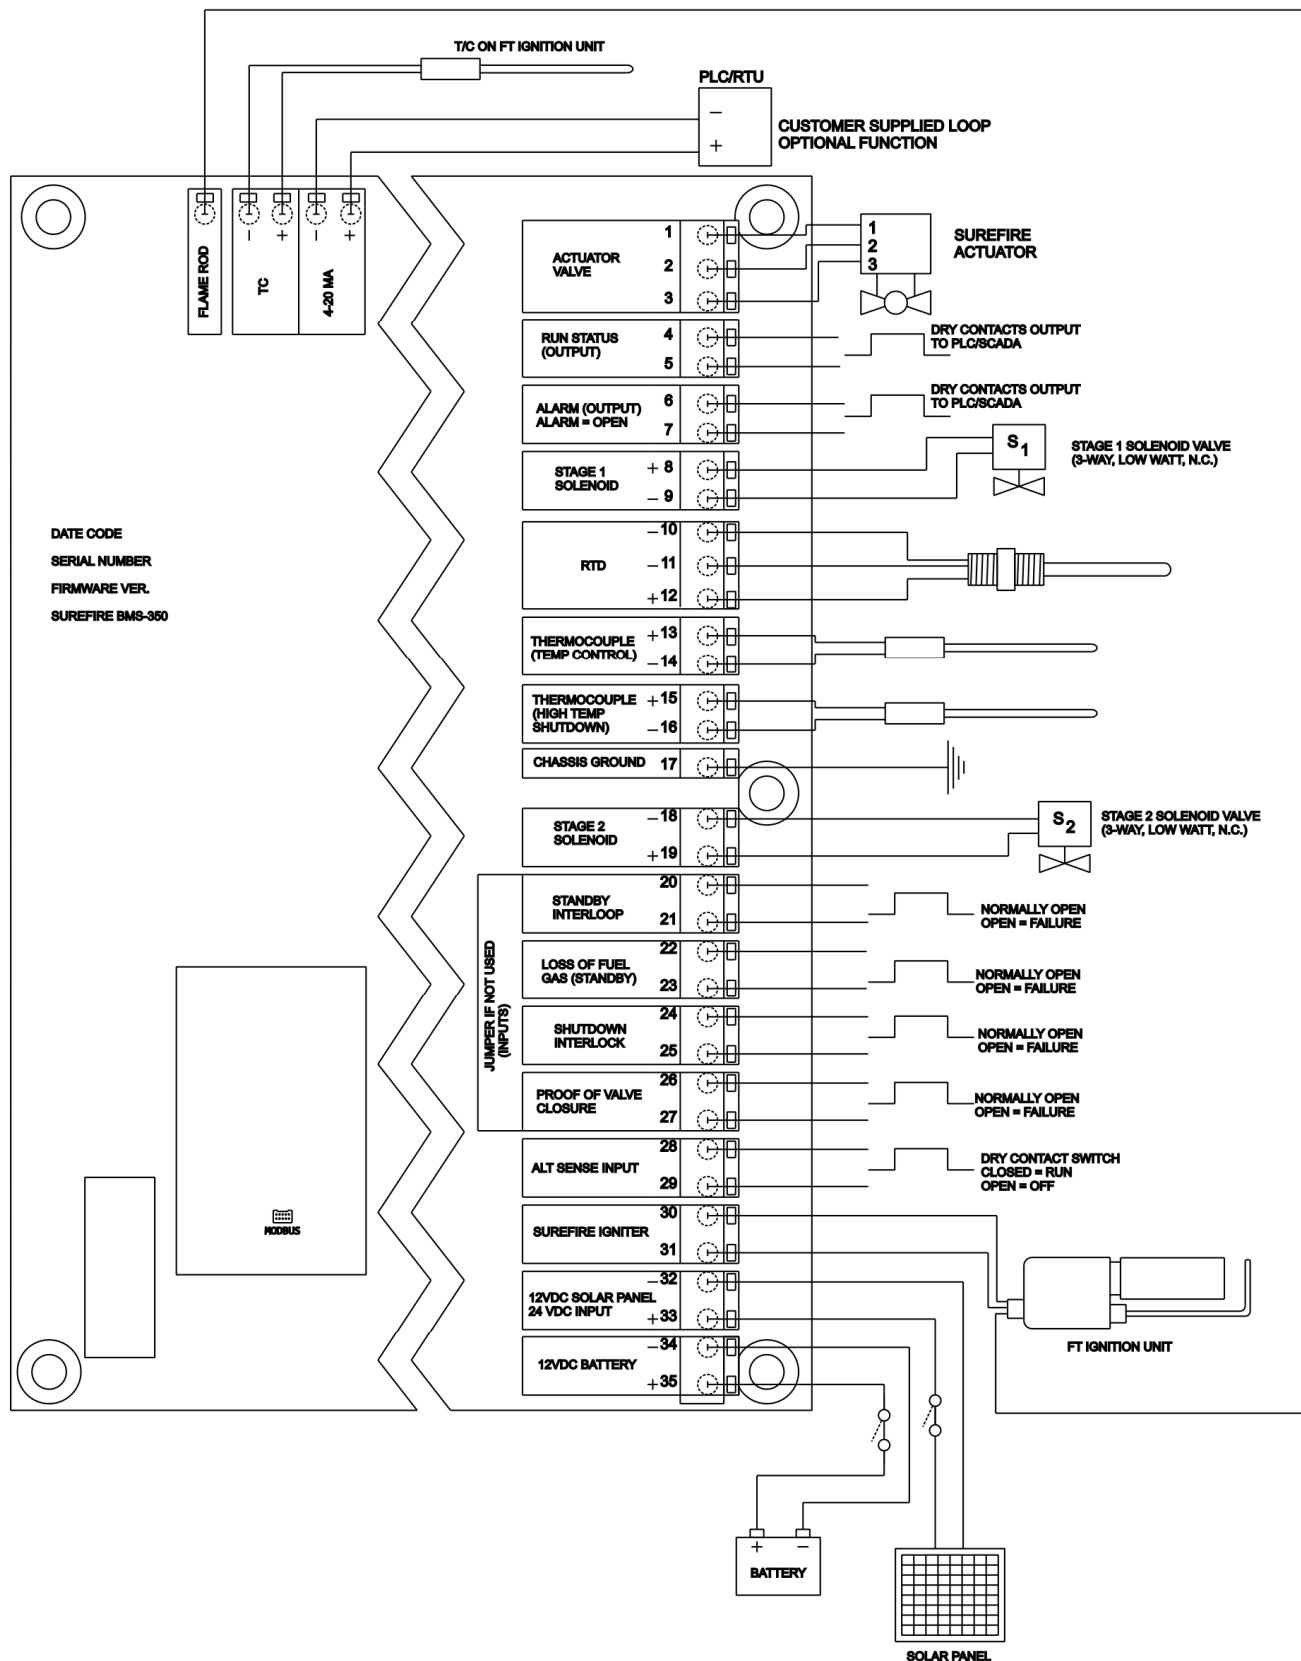 T/C ON FT IGNITION UNIT
PLC/RTU
−
+
CUSTOMER SUPPLIED LOOP
OPTIONAL FUNCTION
FLAME ROD
− +
TC
− +
4-20 MA
ACTUATOR
VALVE
1
2
3
1
2
3
SUREFIRE
ACTUATOR
RUN STATUS
(OUTPUT)
4
5
DRY CONTACTS OUTPUT
TO PLC/SCADA
ALARM (OUTPUT)
ALARM = OPEN
6
7
DRY CONTACTS OUTPUT
TO PLC/SCADA
STAGE 1
SOLENOID
+ 8
− 9
S1
STAGE 1 SOLENOID VALVE
(3-WAY, LOW WATT, N.C.)
DATE CODE
SERIAL NUMBER
FIRMWARE VER.
SUREFIRE BMS-350
RTD
− 10
− 11
+ 12
THERMOCOUPLE
(TEMP CONTROL)
+ 13
− 14
THERMOCOUPLE
(HIGH TEMP
SHUTDOWN)
+ 15
− 16
CHASSIS GROUND
17
STAGE 2
SOLENOID
− 18
+ 19
S2
STAGE 2 SOLENOID VALVE
(3-WAY, LOW WATT, N.C.)
JUMPER IF NOT USED
(INPUTS)
STANDBY
INTERLOOP
20
21
NORMALLY OPEN
OPEN = FAILURE
LOSS OF FUEL
GAS (STANDBY)
22
23
NORMALLY OPEN
OPEN = FAILURE
SHUTDOWN
INTERLOCK
24
25
NORMALLY OPEN
OPEN = FAILURE
PROOF OF VALVE
CLOSURE
26
27
NORMALLY OPEN
OPEN = FAILURE
ALT SENSE INPUT
28
29
DRY CONTACT SWITCH
CLOSED = RUN
OPEN = OFF
MODBUS
SUREFIRE IGNITER
30
31
FT IGNITION UNIT
12VDC SOLAR PANEL
24 VDC INPUT
− 32
+ 33
12VDC BATTERY
− 34
+ 35
+ −
BATTERY
SOLAR PANEL